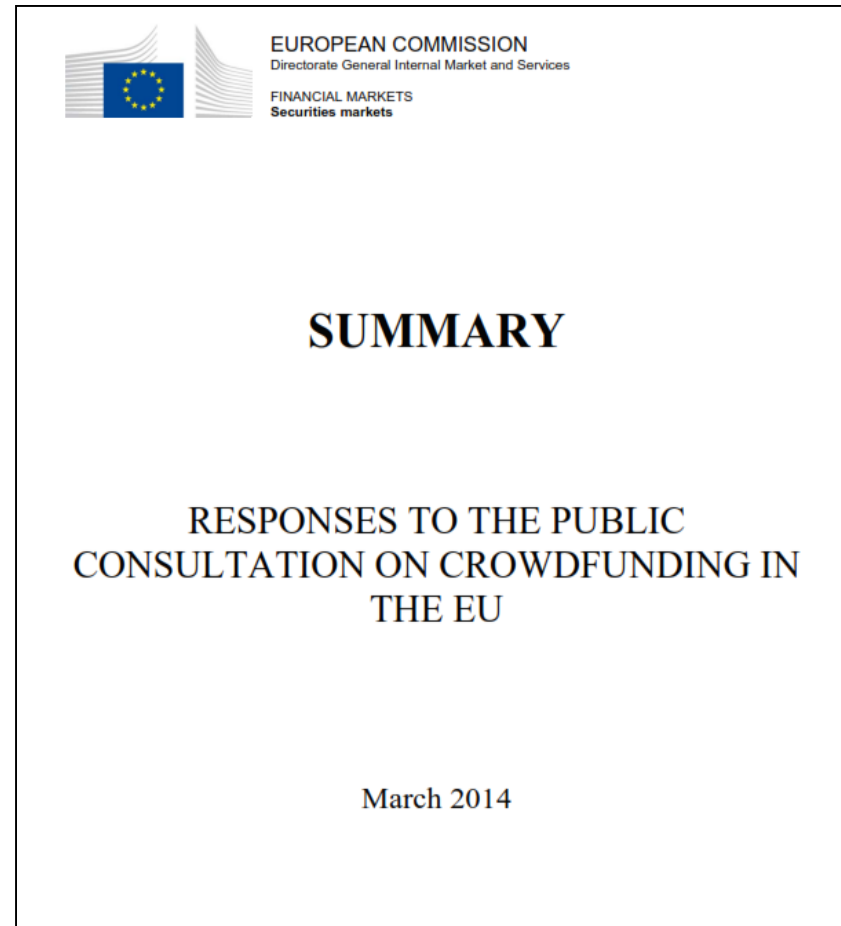 EUROPEAN COMMISSION
Directorate General Internal Market and Services
FINANCIAL MARKETS
Securities markets
SUMMARY
RESPONSES TO THE PUBLIC
CONSULTATION ON CROWDFUNDING IN
THE EU
March 2014